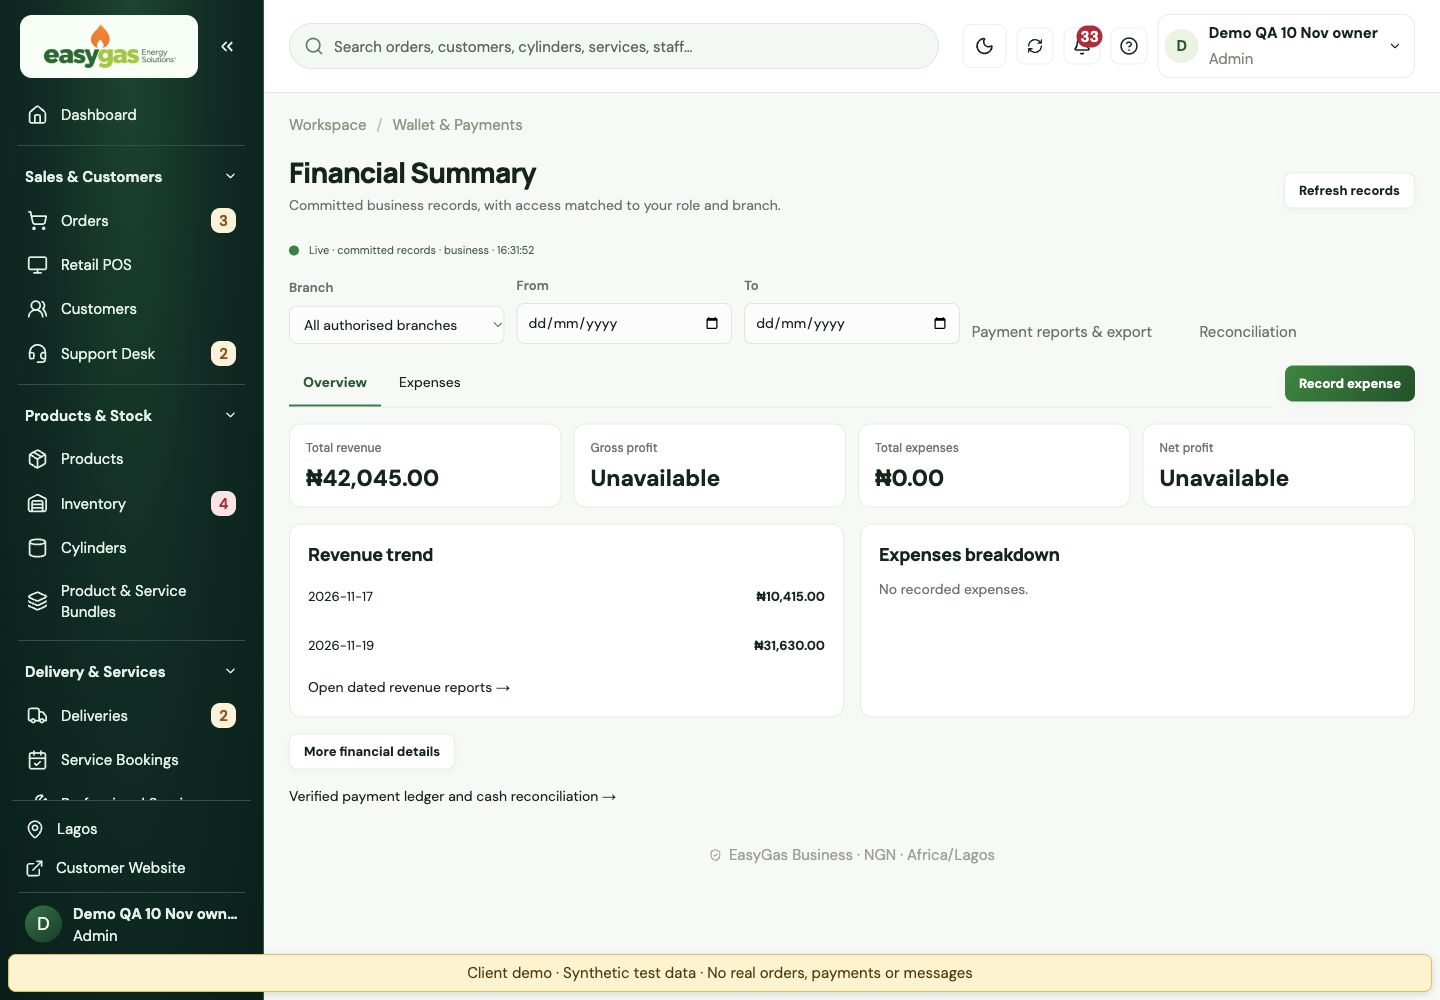 easygas Energy Solutions
Search orders, customers, cylinders, services, staff...
33
D
Demo QA 10 Nov owner
Admin
Dashboard
Sales & Customers
Orders 3
Retail POS
Customers
Support Desk 2
Products & Stock
Products
Inventory 4
Cylinders
Product & Service
Bundles
Delivery & Services
Deliveries 2
Service Bookings
Lagos
Customer Website
D
Demo QA 10 Nov own...
Admin
Workspace / Wallet & Payments
Financial Summary
Committed business records, with access matched to your role and branch.
Refresh records
Live · committed records · business · 16:31:52
Branch From To
All authorised branches dd/mm/yyyy dd/mm/yyyy Payment reports & export Reconciliation
Overview Expenses Record expense
Total revenue
₦42,045.00
Gross profit
Unavailable
Total expenses
₦0.00
Net profit
Unavailable
Revenue trend
2026-11-17 ₦10,415.00
2026-11-19 ₦31,630.00
Open dated revenue reports →
Expenses breakdown
No recorded expenses.
More financial details
Verified payment ledger and cash reconciliation →
EasyGas Business · NGN · Africa/Lagos
Client demo · Synthetic test data · No real orders, payments or messages